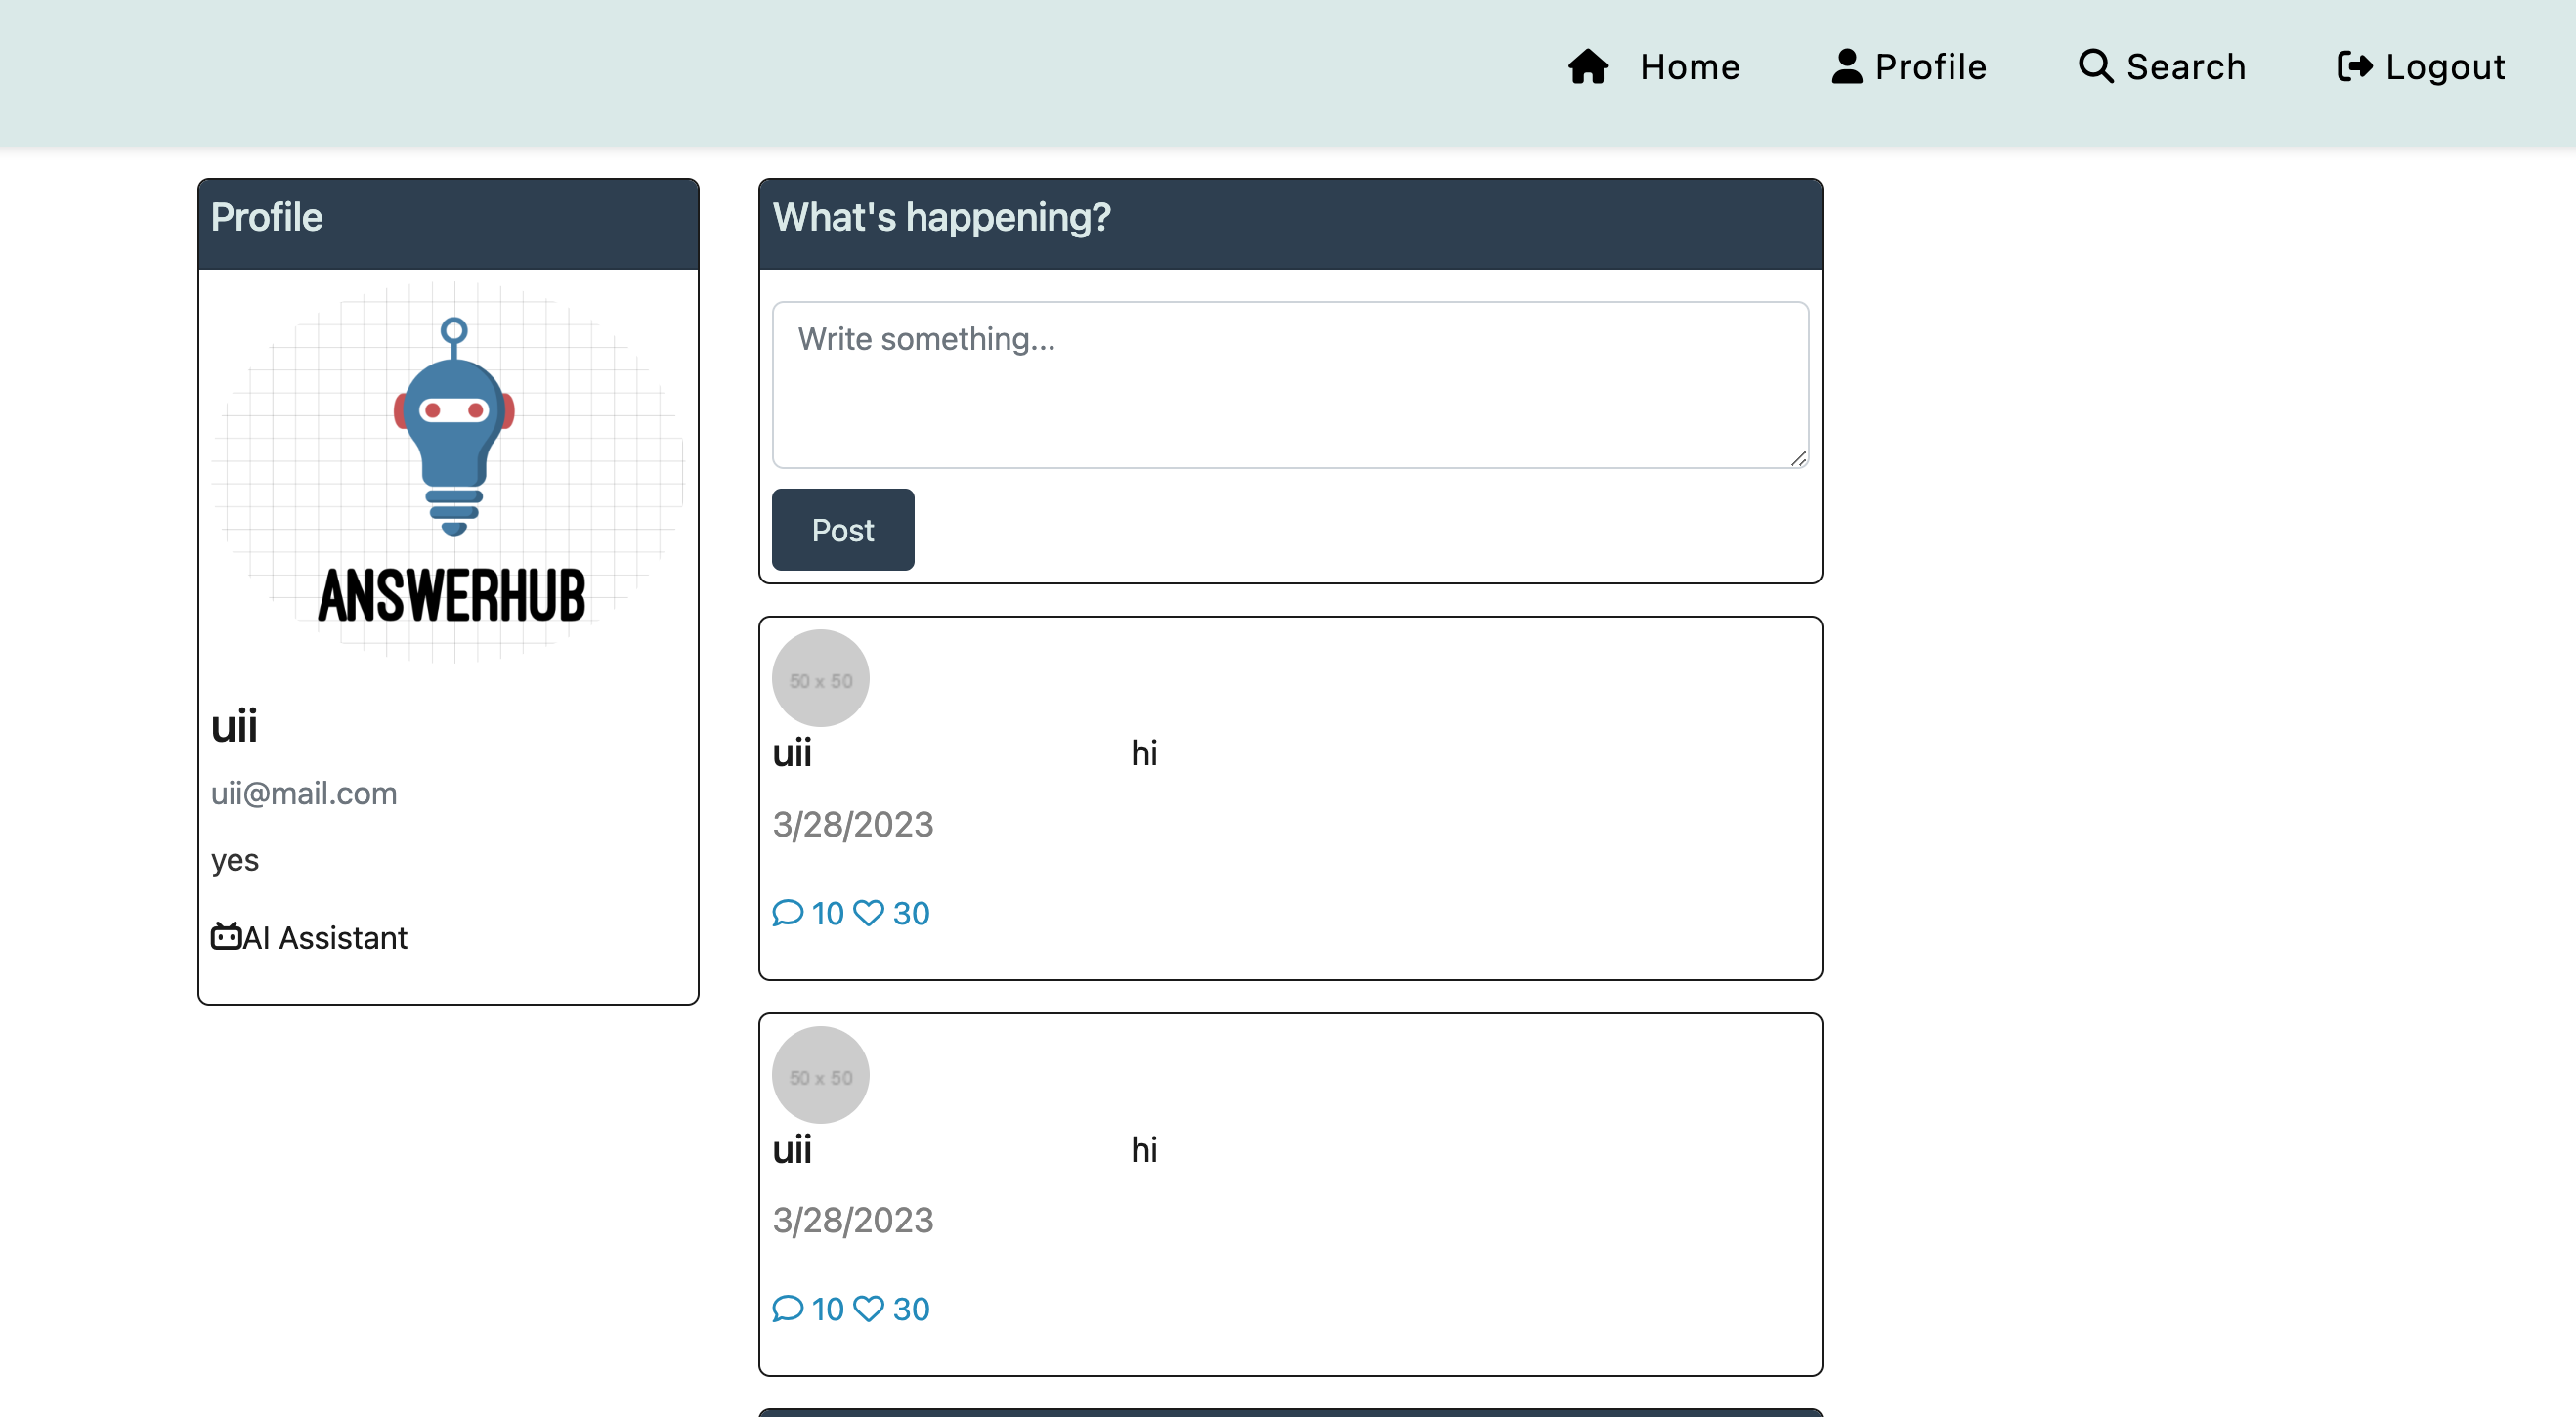 Home Profile Search Logout
Profile
ANSWERHUB
uii
uii@mail.com
yes
AI Assistant
What's happening?
Write something...
Post
50 x 50
uii hi
3/28/2023
10 30
50 x 50
uii hi
3/28/2023
10 30